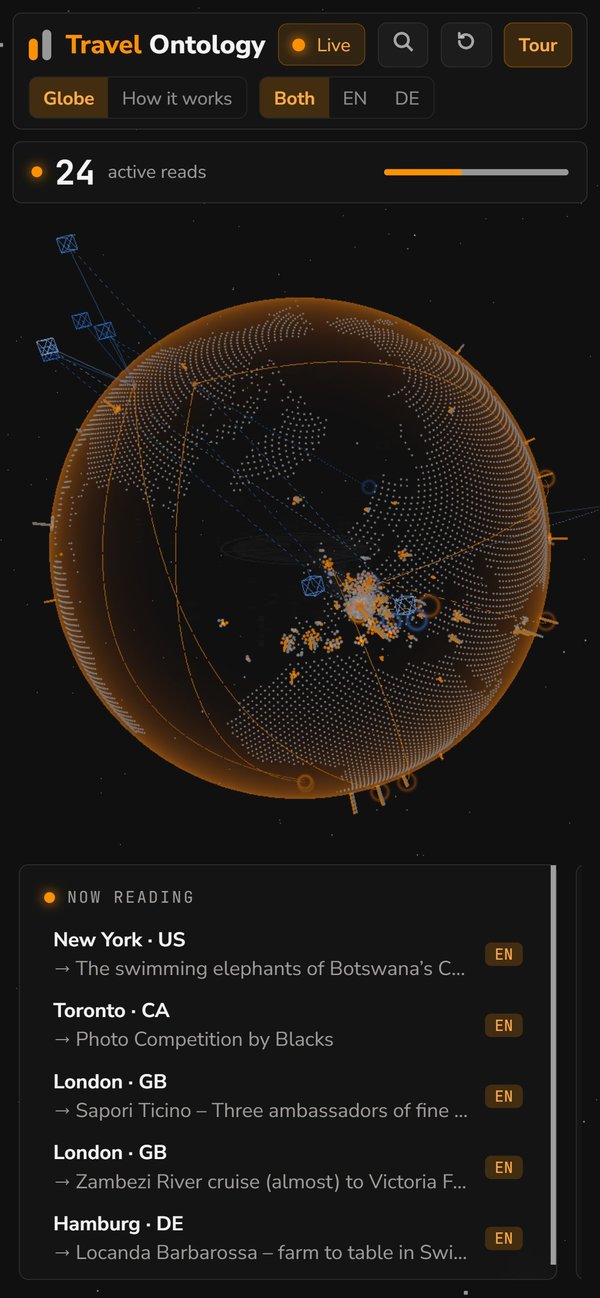 Travel Ontology
Live
Tour
Globe
How it works
Both
EN
DE
24 active reads
NOW READING
New York · US
→ The swimming elephants of Botswana’s C...
EN
Toronto · CA
→ Photo Competition by Blacks
EN
London · GB
→ Sapori Ticino – Three ambassadors of fine ...
EN
London · GB
→ Zambezi River cruise (almost) to Victoria F...
EN
Hamburg · DE
→ Locanda Barbarossa – farm to table in Swi...
EN